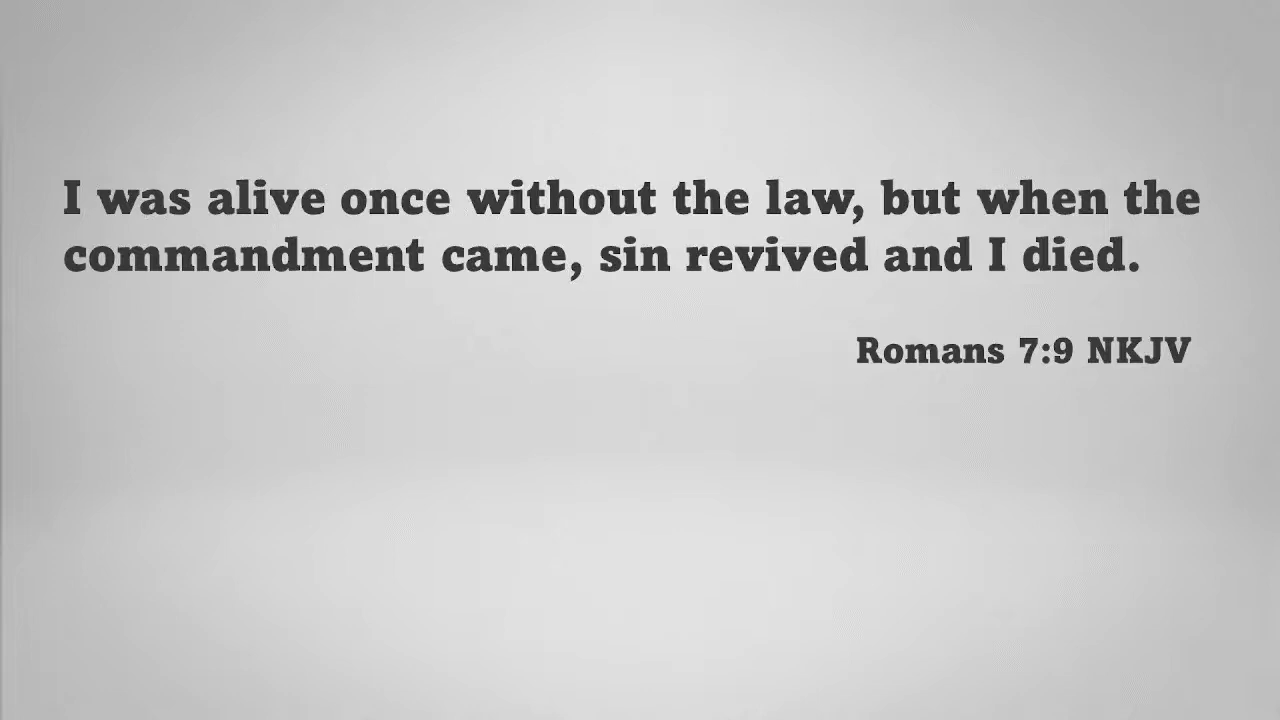 I was alive once without the law, but when the
commandment came, sin revived and I died.
Romans 7:9 NKJV